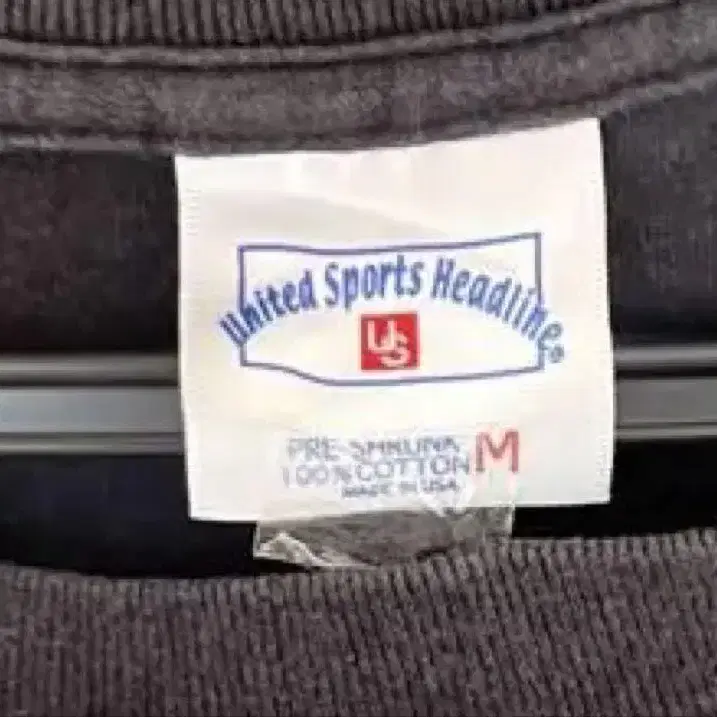 United Sports Headline®
US
PRE-SHRUNK M
100% COTTON
MADE IN USA